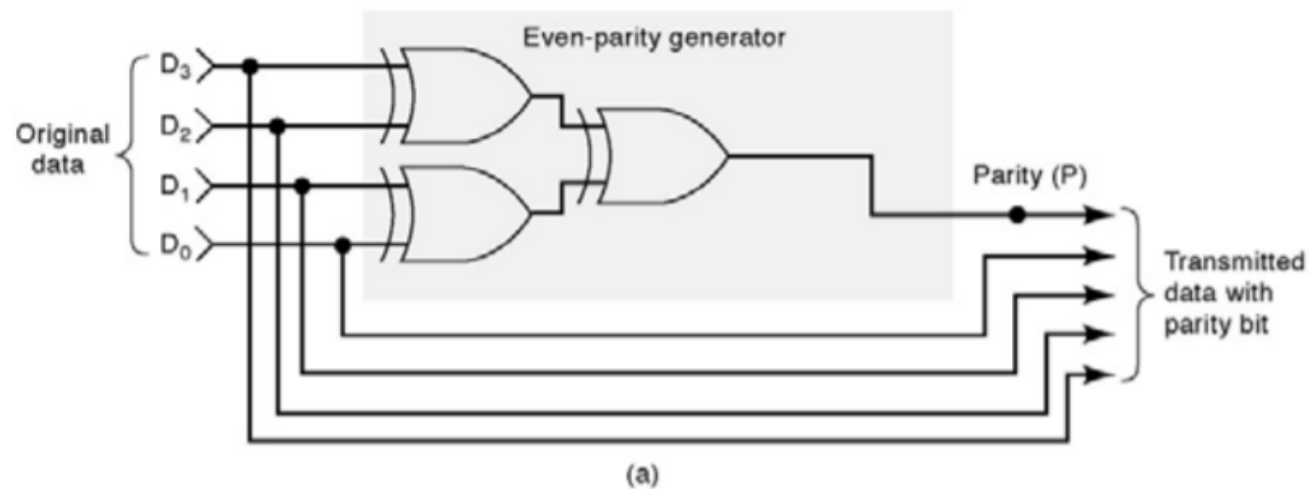 Even-parity generator
D₃
D₂
Original
data
D₁
D₀
Parity (P)
Transmitted
data with
parity bit
(a)